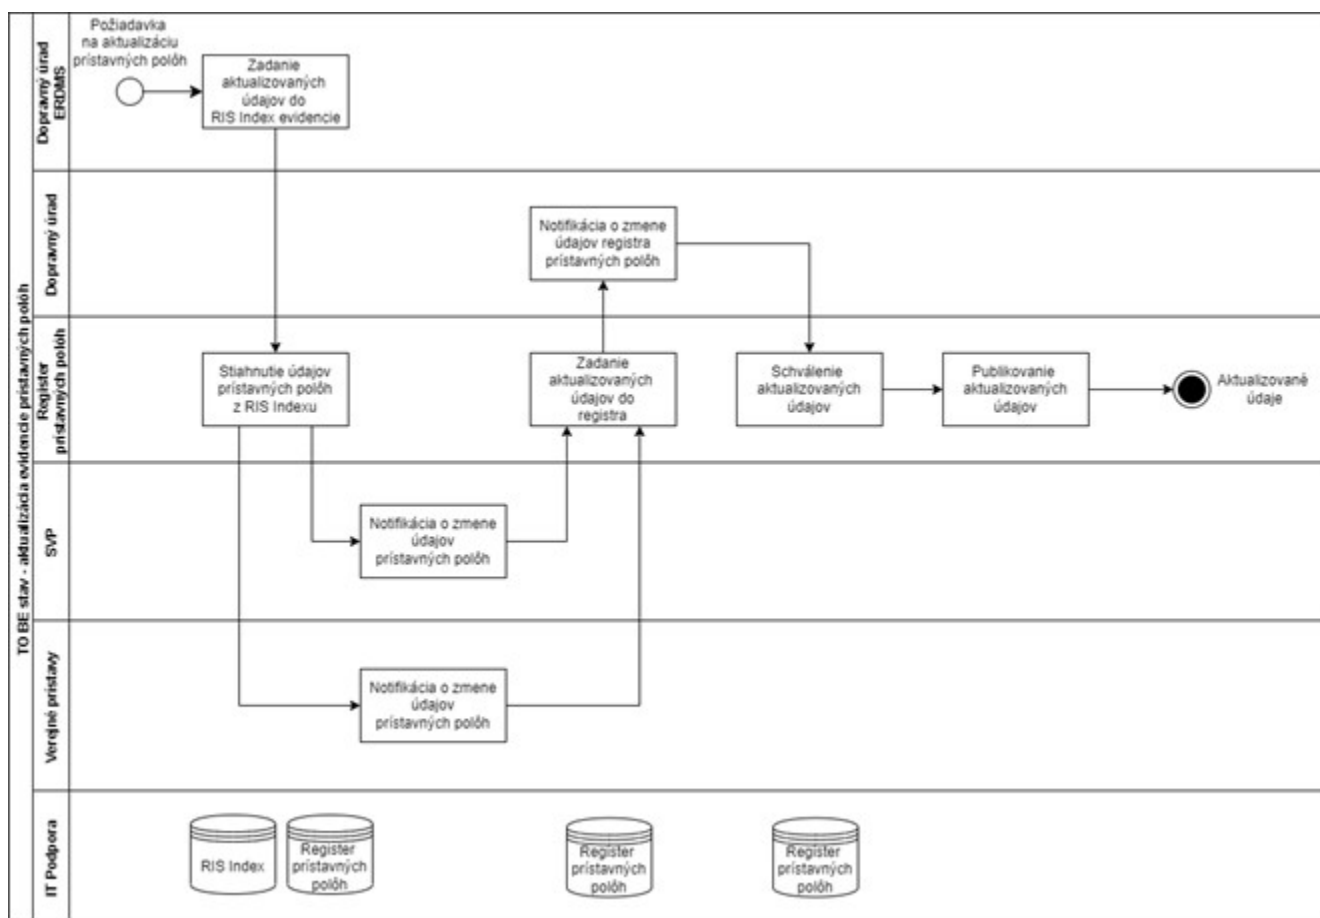 TO BE stav - aktualizácia evidencie prístavných polôh
Dopravný úrad
ERDMS
Požiadavka
na aktualizáciu
prístavných polôh
Zadanie
aktualizovaných
údajov do
RIS Index evidencie
Dopravný úrad
Notifikácia o zmene
údajov registra
prístavných polôh
Register
prístavných polôh
Stiahnutie údajov
prístavných polôh
z RIS Indexu
Zadanie
aktualizovaných
údajov do
registra
Schválenie
aktualizovaných
údajov
Publikovanie
aktualizovaných
údajov
Aktualizované
údaje
SVP
Notifikácia o zmene
údajov
prístavných polôh
Verejné prístavy
Notifikácia o zmene
údajov
prístavných polôh
IT Podpora
RIS Index
Register
prístavných
polôh
Register
prístavných
polôh
Register
prístavných
polôh